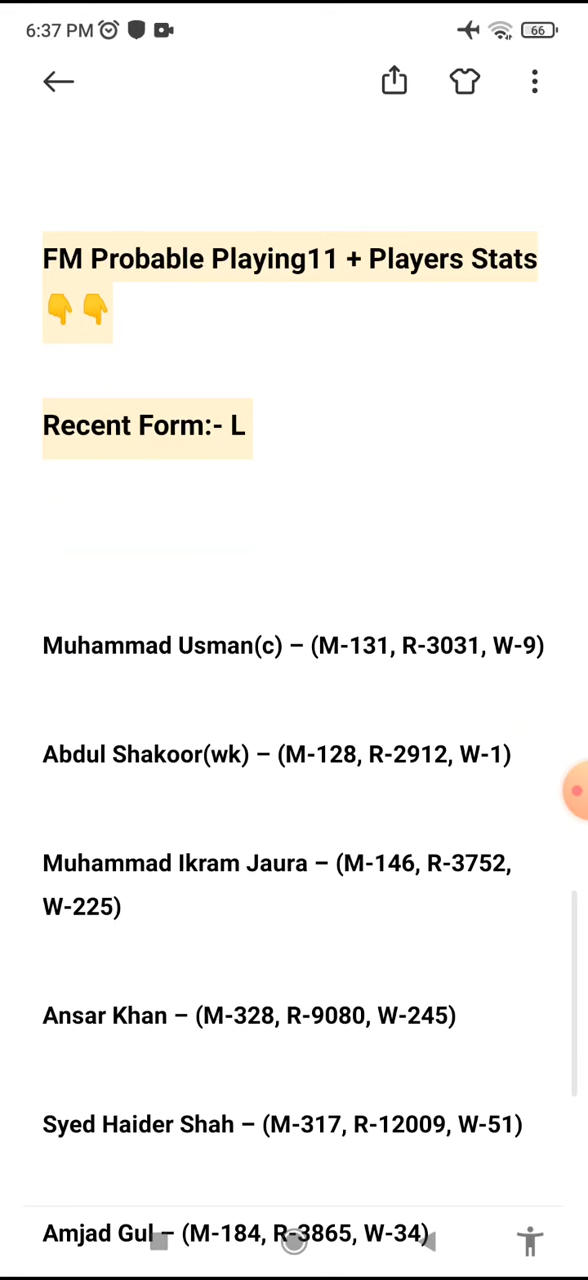 6:37 PM
66
FM Probable Playing11 + Players Stats
👇👇
Recent Form:- L
Muhammad Usman(c) – (M-131, R-3031, W-9)
Abdul Shakoor(wk) – (M-128, R-2912, W-1)
Muhammad Ikram Jaura – (M-146, R-3752,
W-225)
Ansar Khan – (M-328, R-9080, W-245)
Syed Haider Shah – (M-317, R-12009, W-51)
Amjad Gul – (M-184, R-3865, W-34)